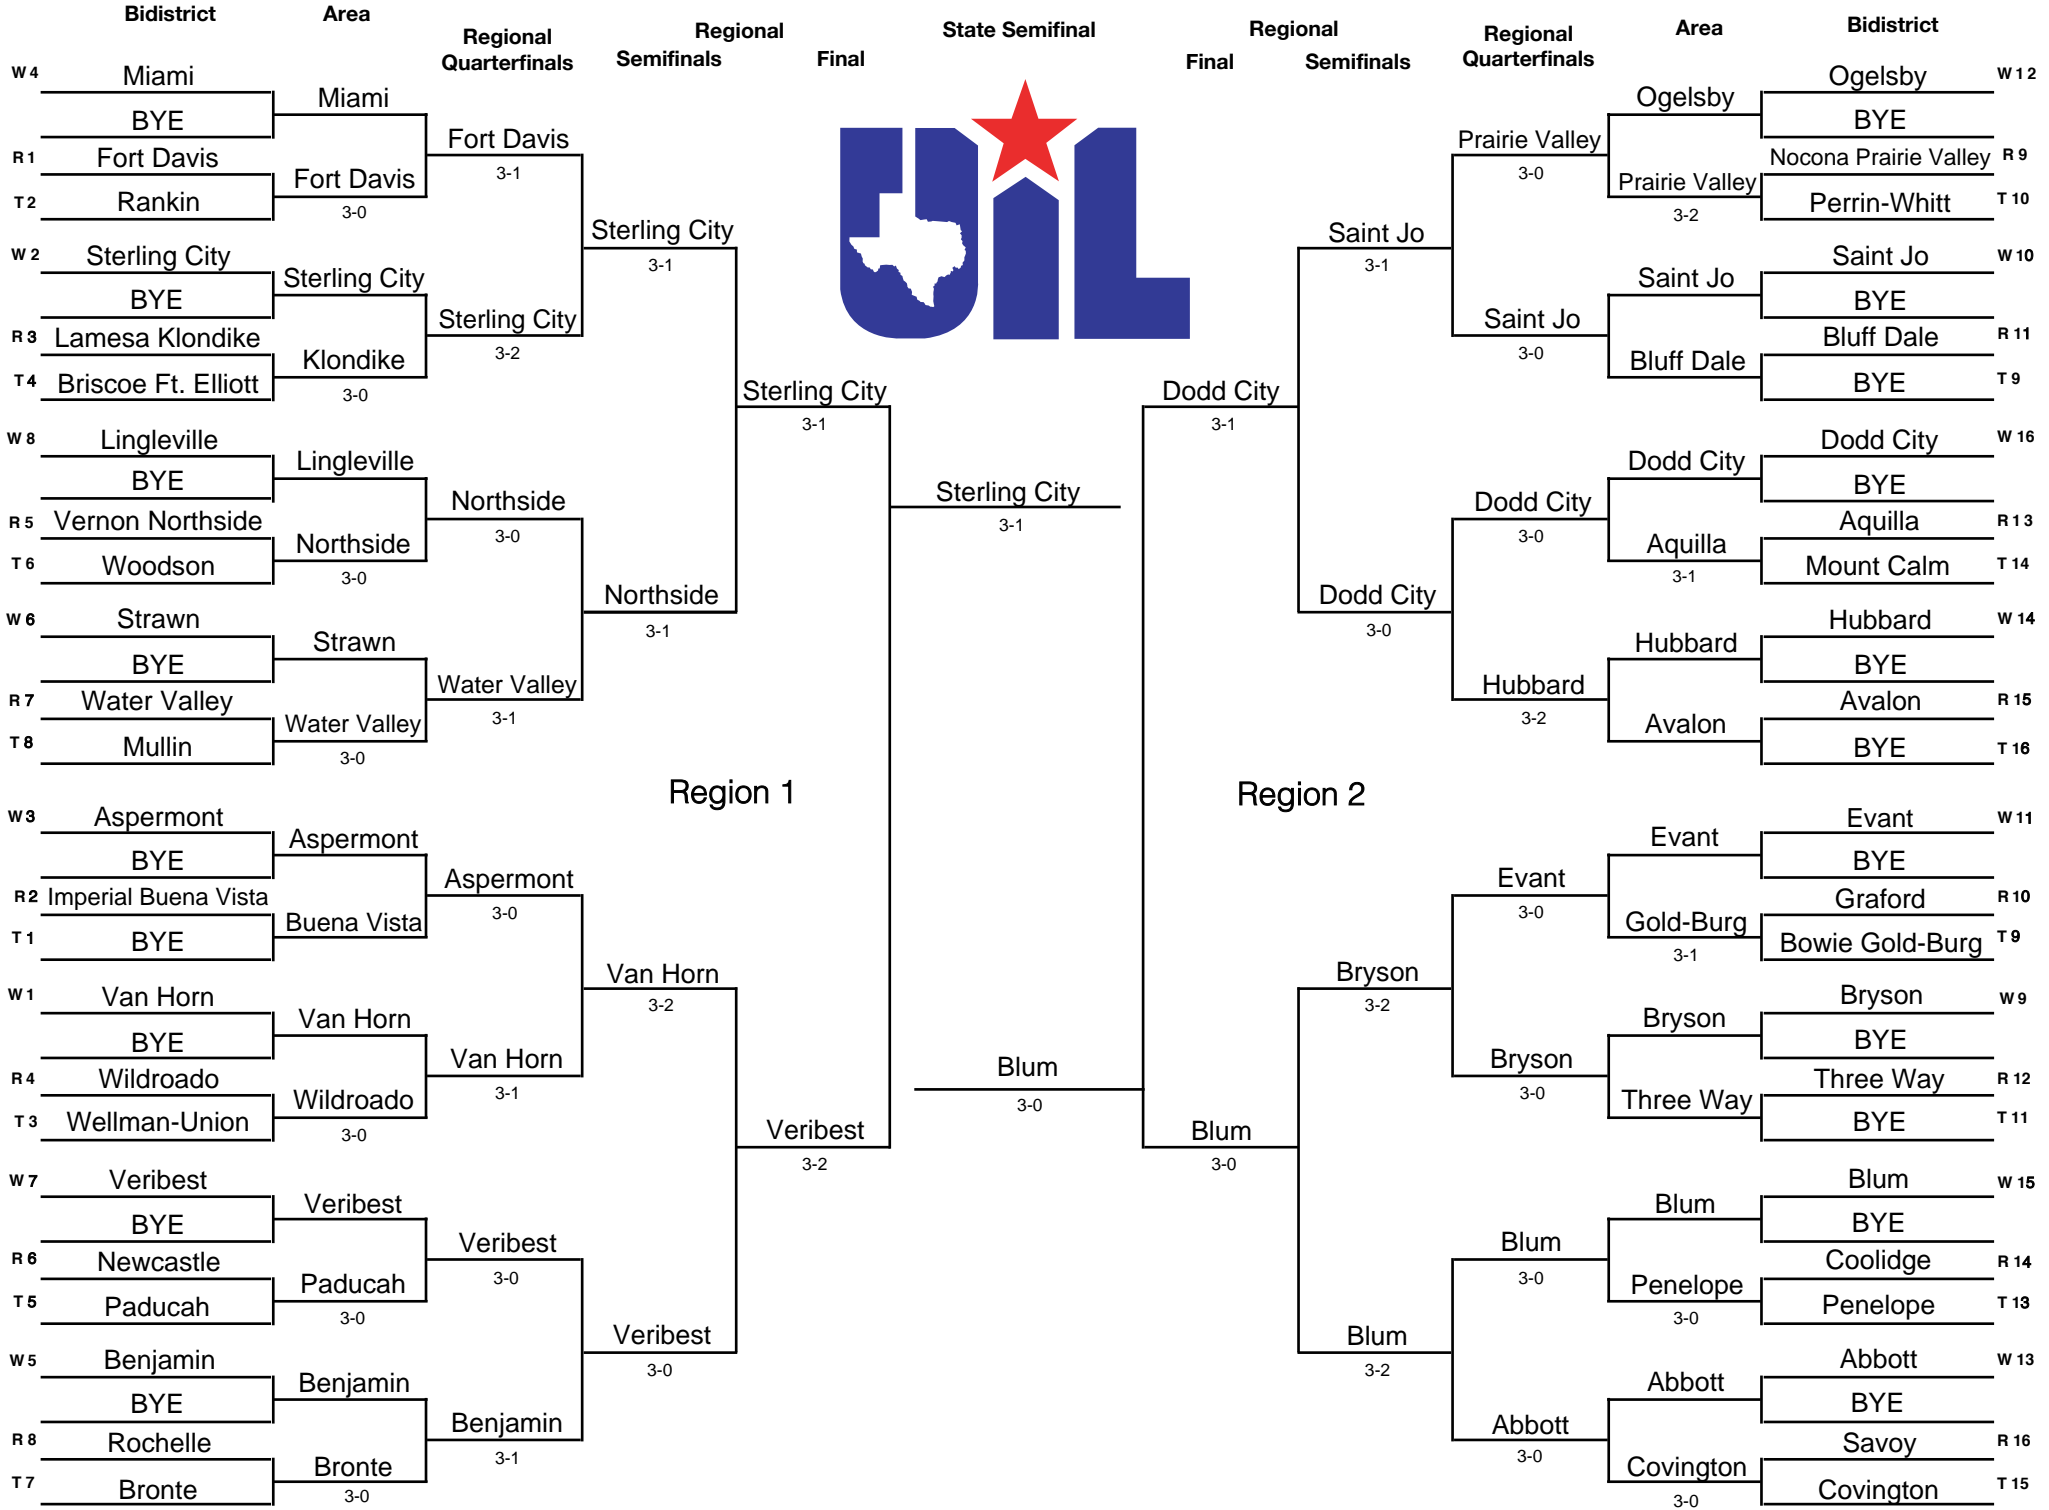 Bidistrict
Area
Regional
Quarterfinals
Regional
Semifinals
Final
State Semifinal
Regional
Final
Semifinals
Regional
Quarterfinals
Area
Bidistrict
W 4
Miami
BYE
R 1
Fort Davis
T 2
Rankin
W 2
Sterling City
BYE
R 3
Lamesa Klondike
T 4
Briscoe Ft. Elliott
W 8
Lingleville
BYE
R 5
Vernon Northside
T 6
Woodson
W 6
Strawn
BYE
R 7
Water Valley
T 8
Mullin
W 3
Aspermont
BYE
R 2
Imperial Buena Vista
T 1
BYE
W 1
Van Horn
BYE
R 4
Wildroado
T 3
Wellman-Union
W 7
Veribest
BYE
R 6
Newcastle
T 5
Paducah
W 5
Benjamin
BYE
R 8
Rochelle
T 7
Bronte
Miami
Fort Davis
3-0
Sterling City
Klondike
3-0
Lingleville
Northside
3-0
Strawn
Water Valley
3-0
Aspermont
Buena Vista
Van Horn
Wildroado
3-0
Veribest
Paducah
3-0
Benjamin
Bronte
3-0
Fort Davis
3-1
Sterling City
3-2
Northside
3-0
Water Valley
3-1
Aspermont
3-0
Van Horn
3-1
Veribest
3-0
Benjamin
3-1
Sterling City
3-1
Northside
3-1
Region 1
Van Horn
3-2
Veribest
3-0
Sterling City
3-1
Veribest
3-2
UIL
Sterling City
3-1
Blum
3-0
Dodd City
3-1
Blum
3-0
Saint Jo
3-1
Dodd City
3-0
Region 2
Bryson
3-2
Blum
3-2
Prairie Valley
3-0
Saint Jo
3-0
Dodd City
3-0
Hubbard
3-2
Evant
3-0
Bryson
3-0
Blum
3-0
Abbott
3-0
Ogelsby
Prairie Valley
3-2
Saint Jo
Bluff Dale
Dodd City
Aquilla
3-1
Hubbard
Avalon
Evant
Gold-Burg
3-1
Bryson
Three Way
Blum
Penelope
3-0
Abbott
Covington
3-0
Ogelsby
W 12
BYE
Nocona Prairie Valley
R 9
Perrin-Whitt
T 10
Saint Jo
W 10
BYE
Bluff Dale
R 11
BYE
T 9
Dodd City
W 16
BYE
Aquilla
R 13
Mount Calm
T 14
Hubbard
W 14
BYE
Avalon
R 15
BYE
T 16
Evant
W 11
BYE
Graford
R 10
Bowie Gold-Burg
T 9
Bryson
W 9
BYE
Three Way
R 12
BYE
T 11
Blum
W 15
BYE
Coolidge
R 14
Penelope
T 13
Abbott
W 13
BYE
Savoy
R 16
Covington
T 15